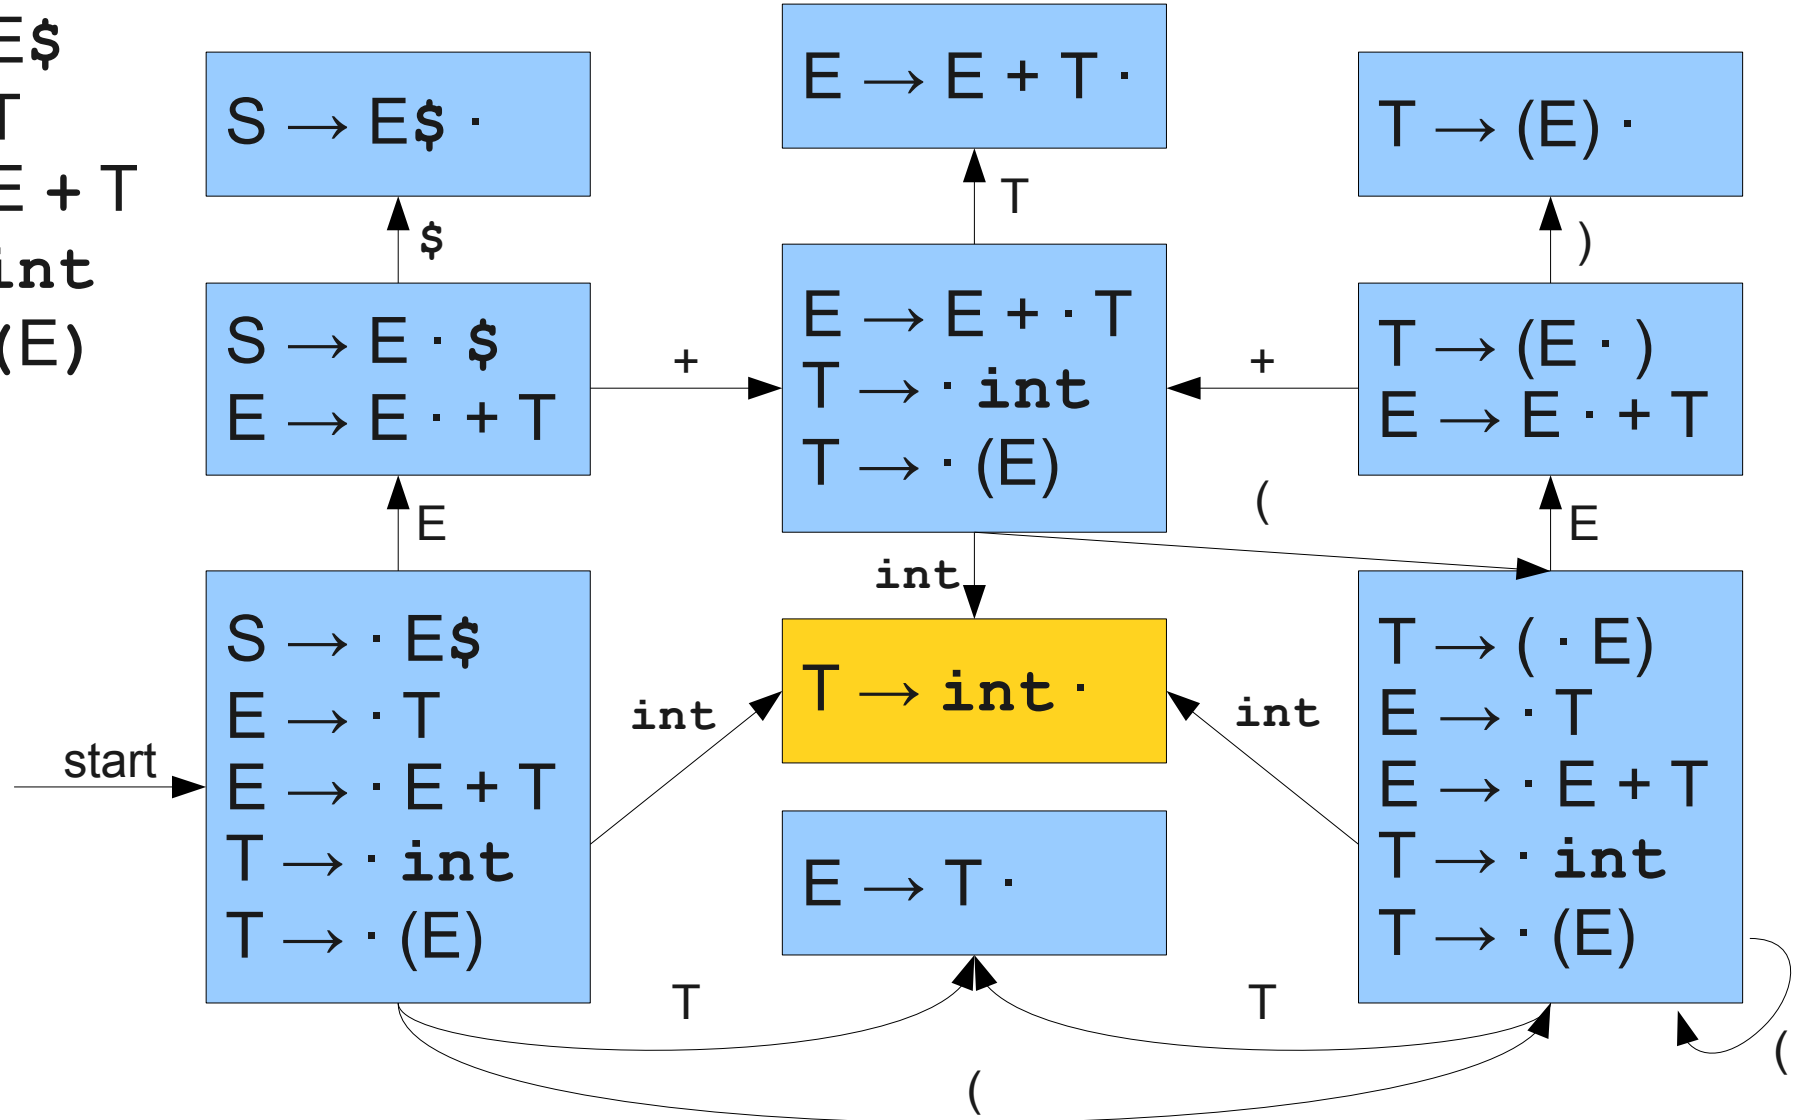 E$
T
E + T
int
(E)
S → E$ ·
E → E + T ·
T → (E) ·
$
T
)
S → E · $
E → E · + T
+
E → E + · T
T → · int
T → · (E)
+
T → (E · )
E → E · + T
E
int
(
E
start
S → · E$
E → · T
E → · E + T
T → · int
T → · (E)
int
T → int ·
int
E → T ·
T → ( · E)
E → · T
E → · E + T
T → · int
T → · (E)
T
T
(
(